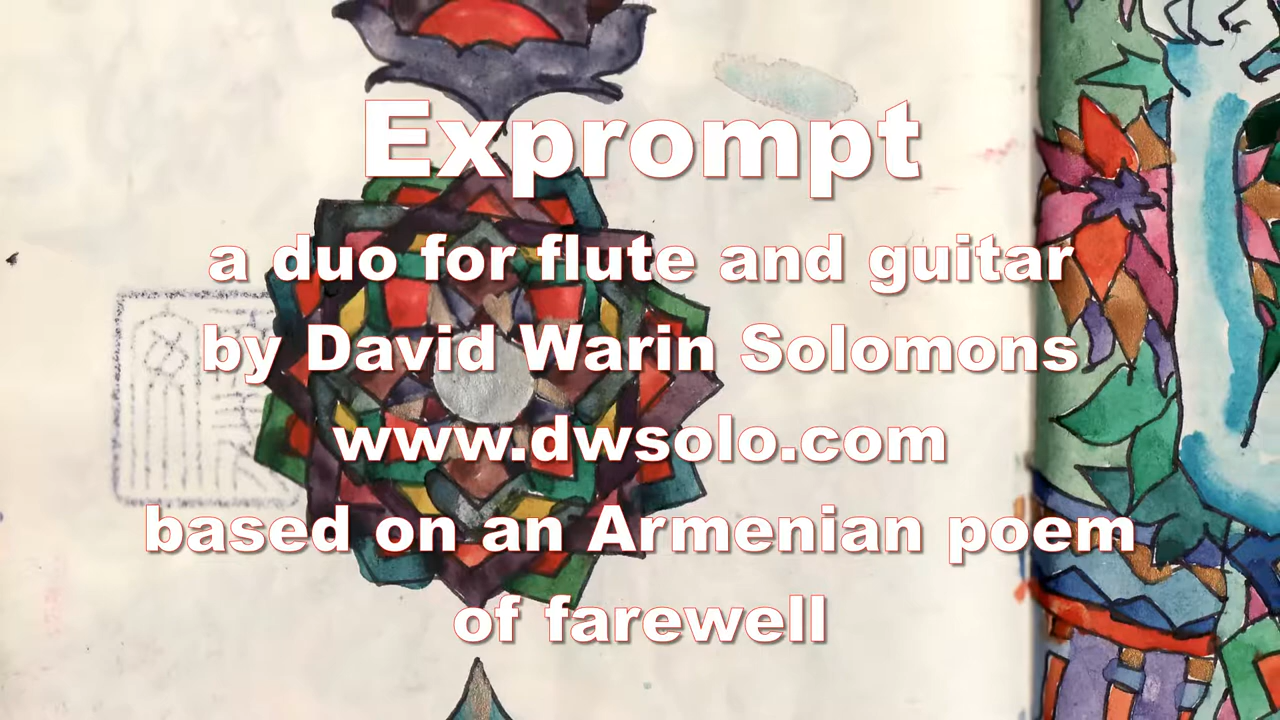 Exprompt
a duo for flute and guitar
by David Warin Solomons
www.dwsolo.com
based on an Armenian poem
of farewell